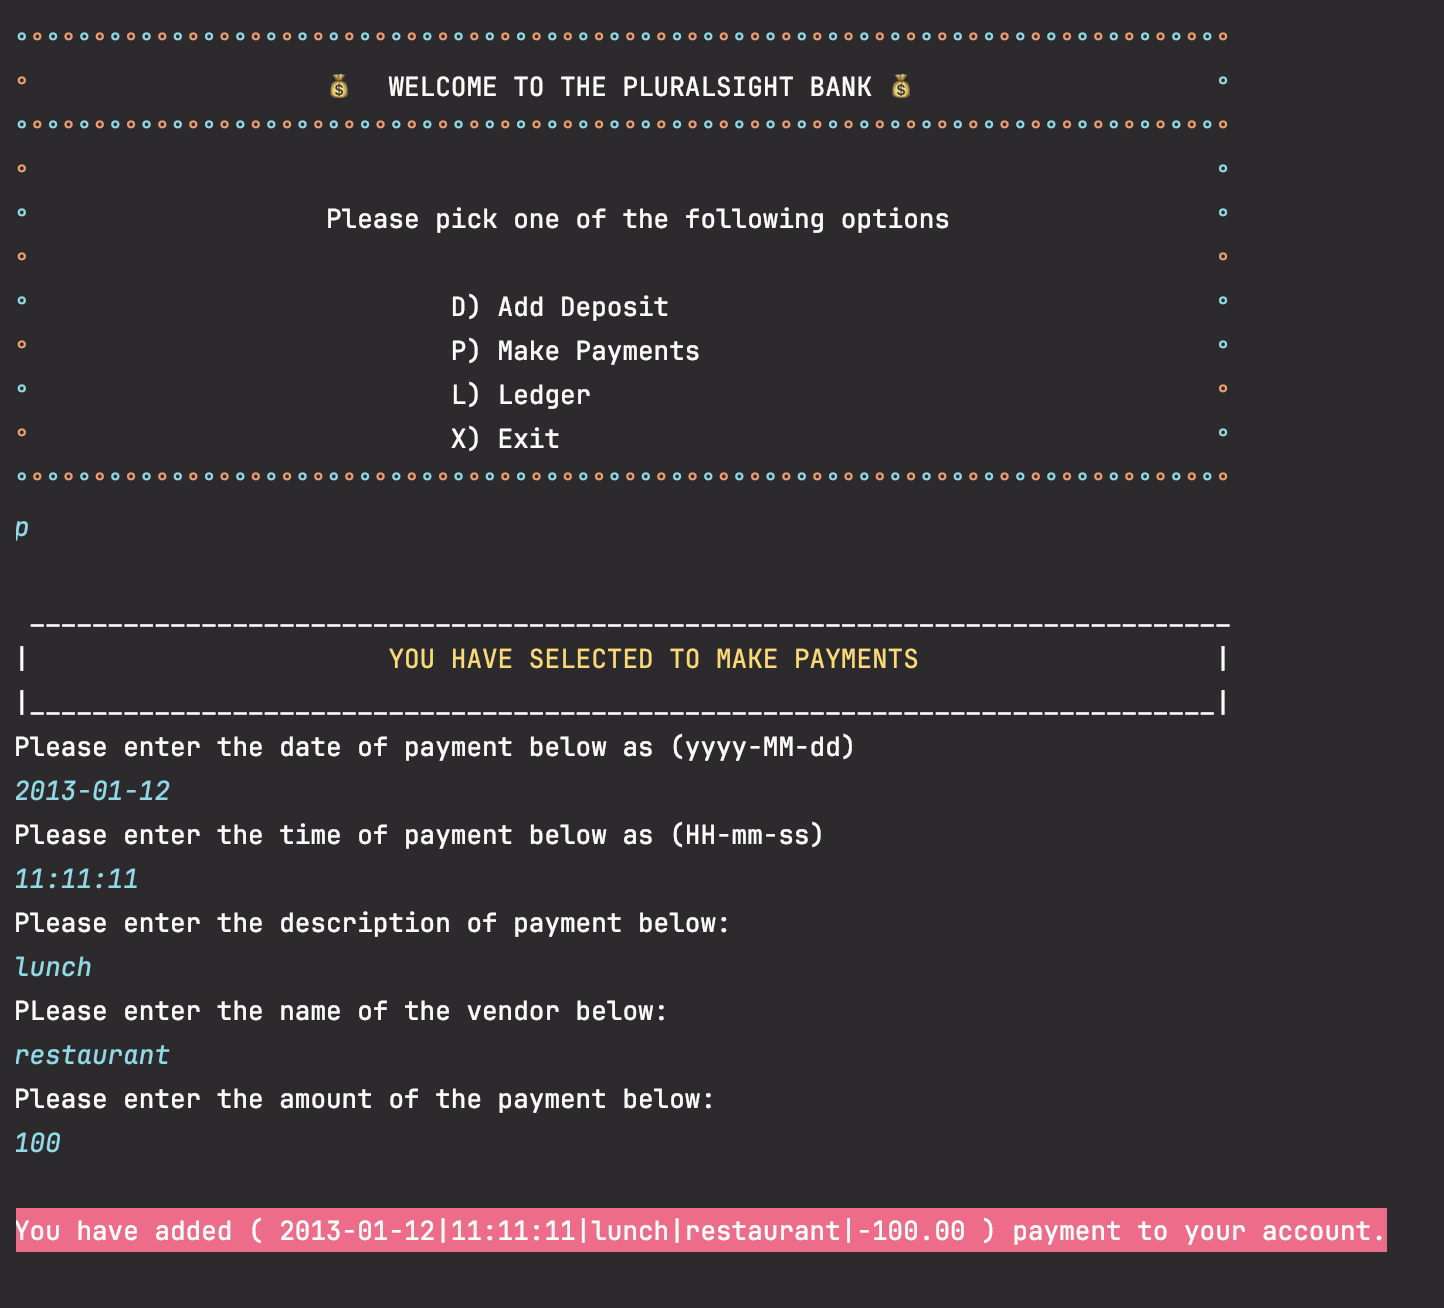 WELCOME TO THE PLURALSIGHT BANK
Please pick one of the following options
D) Add Deposit
P) Make Payments
L) Ledger
X) Exit
p
YOU HAVE SELECTED TO MAKE PAYMENTS
Please enter the date of payment below as (yyyy-MM-dd)
2013-01-12
Please enter the time of payment below as (HH-mm-ss)
11:11:11
Please enter the description of payment below:
lunch
PLease enter the name of the vendor below:
restaurant
Please enter the amount of the payment below:
100
You have added ( 2013-01-12|11:11:11|lunch|restaurant|-100.00 ) payment to your account.